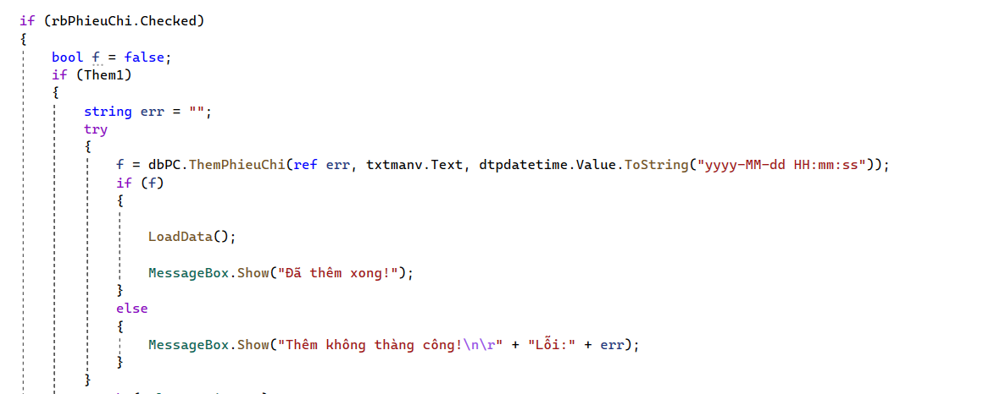 if (rbPhieuChi.Checked)
{
bool f = false;
if (Them1)
{
string err = "";
try
{
f = dbPC.ThemPhieuChi(ref err, txtmanv.Text, dtpdatetime.Value.ToString("yyyy-MM-dd HH:mm:ss"));
if (f)
{
LoadData();
MessageBox.Show("Đã thêm xong!");
}
else
{
MessageBox.Show("Thêm không thàng công!\n\r" + "Lỗi:" + err);
}
}